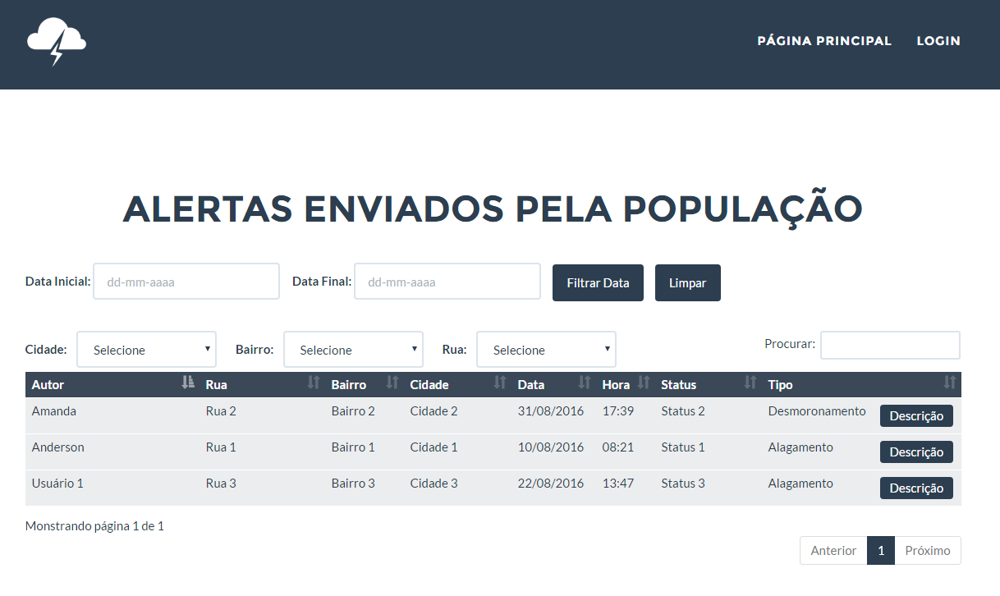 PÁGINA PRINCIPAL LOGIN
ALERTAS ENVIADOS PELA POPULAÇÃO
Data Inicial: dd-mm-aaaa Data Final: dd-mm-aaaa Filtrar Data Limpar
Cidade: Selecione Bairro: Selecione Rua: Selecione Procurar:
Autor Rua Bairro Cidade Data Hora Status Tipo
Amanda Rua 2 Bairro 2 Cidade 2 31/08/2016 17:39 Status 2 Desmoronamento Descrição
Anderson Rua 1 Bairro 1 Cidade 1 10/08/2016 08:21 Status 1 Alagamento Descrição
Usuário 1 Rua 3 Bairro 3 Cidade 3 22/08/2016 13:47 Status 3 Alagamento Descrição
Monstrando página 1 de 1
Anterior 1 Próximo